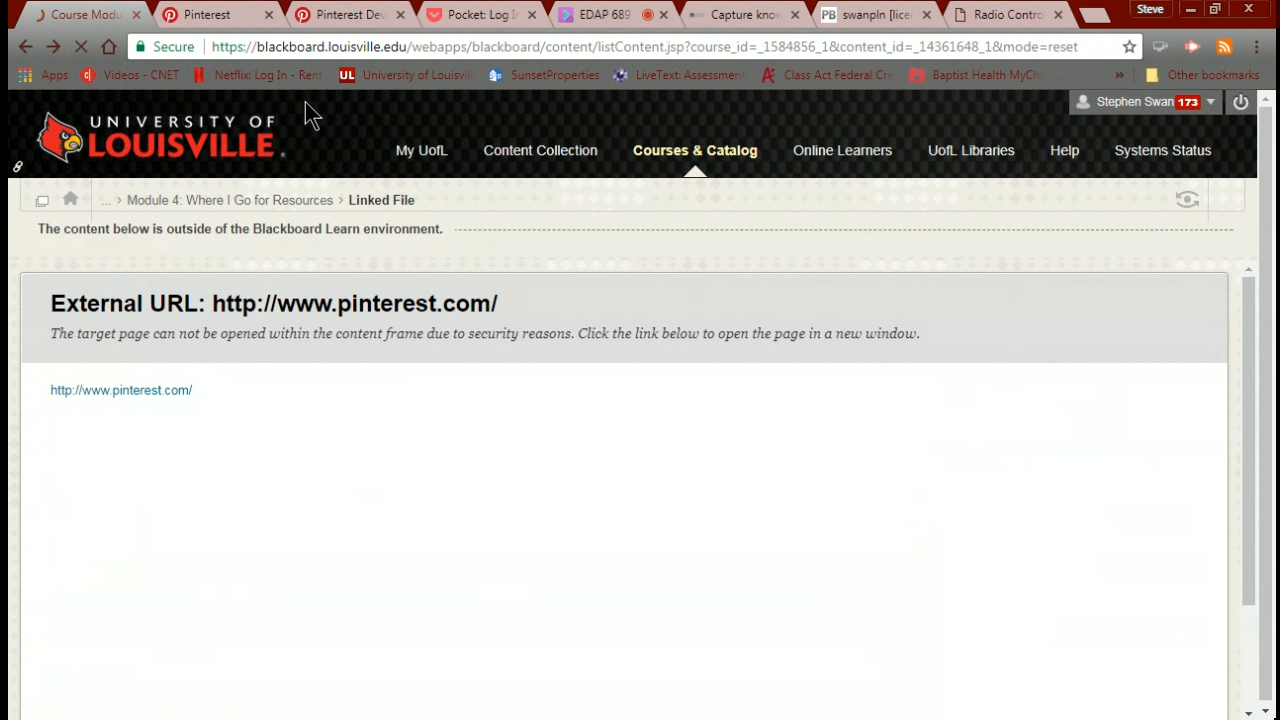 Course Modu
Pinterest
Pinterest Dev
Pocket: Log I
EDAP 689
Capture know
PB swanpln [lice
Radio Contro
Steve
Secure https://blackboard.louisville.edu/webapps/blackboard/content/listContent.jsp?course_id=_1584856_1&content_id=_14361648_1&mode=reset
Apps
Videos - CNET
Netflix: Log In - Rent
UL University of Louisvil
SunsetProperties
LiveText: Assessment
Class Act Federal Cre
Baptist Health MyCh
» Other bookmarks
Stephen Swan 173
UNIVERSITY OF
LOUISVILLE.
My UofL Content Collection Courses & Catalog Online Learners UofL Libraries Help Systems Status
... > Module 4: Where I Go for Resources > Linked File
The content below is outside of the Blackboard Learn environment.
External URL: http://www.pinterest.com/
The target page can not be opened within the content frame due to security reasons. Click the link below to open the page in a new window.
http://www.pinterest.com/